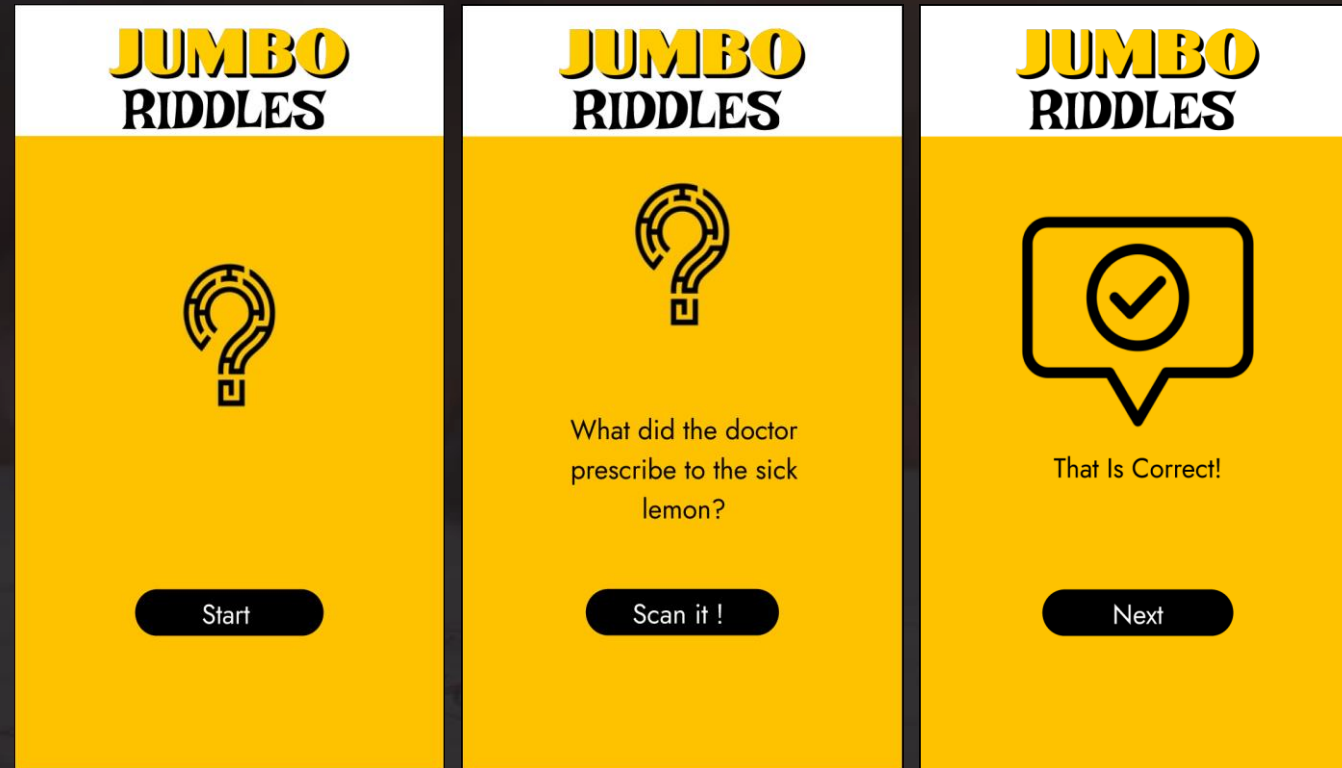 JUMBO
RIDDLES
Start
JUMBO
RIDDLES
What did the doctor
prescribe to the sick
lemon?
Scan it !
JUMBO
RIDDLES
That Is Correct!
Next